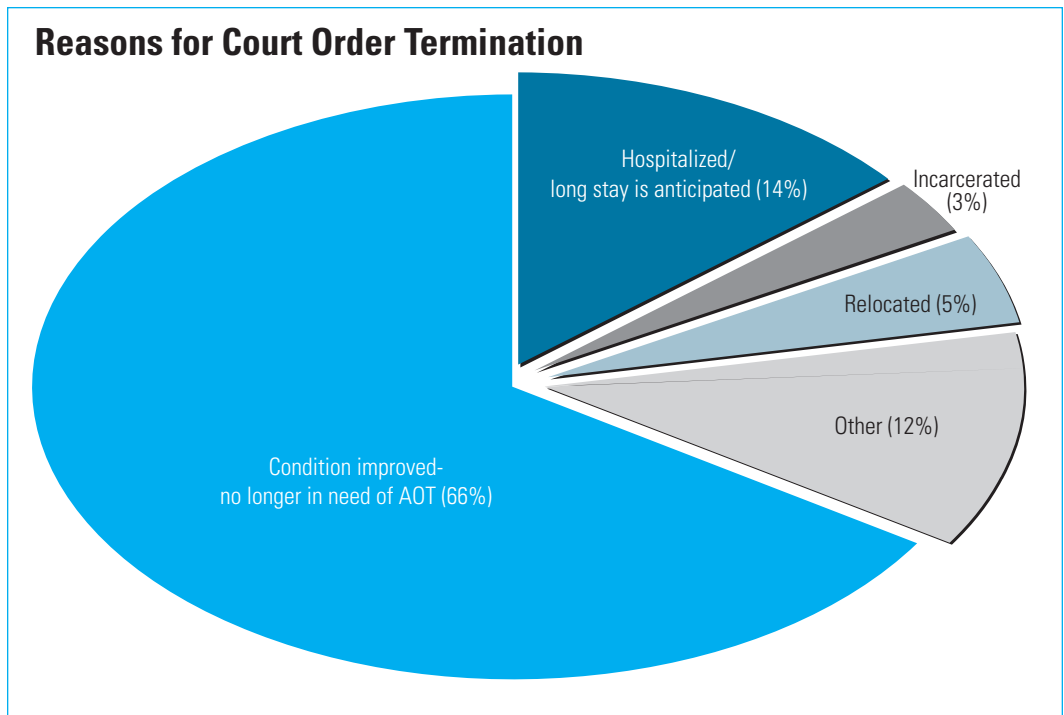 Reasons for Court Order Termination
Hospitalized/
long stay is anticipated (14%)
Incarcerated
(3%)
Relocated (5%)
Other (12%)
Condition improved-
no longer in need of AOT (66%)